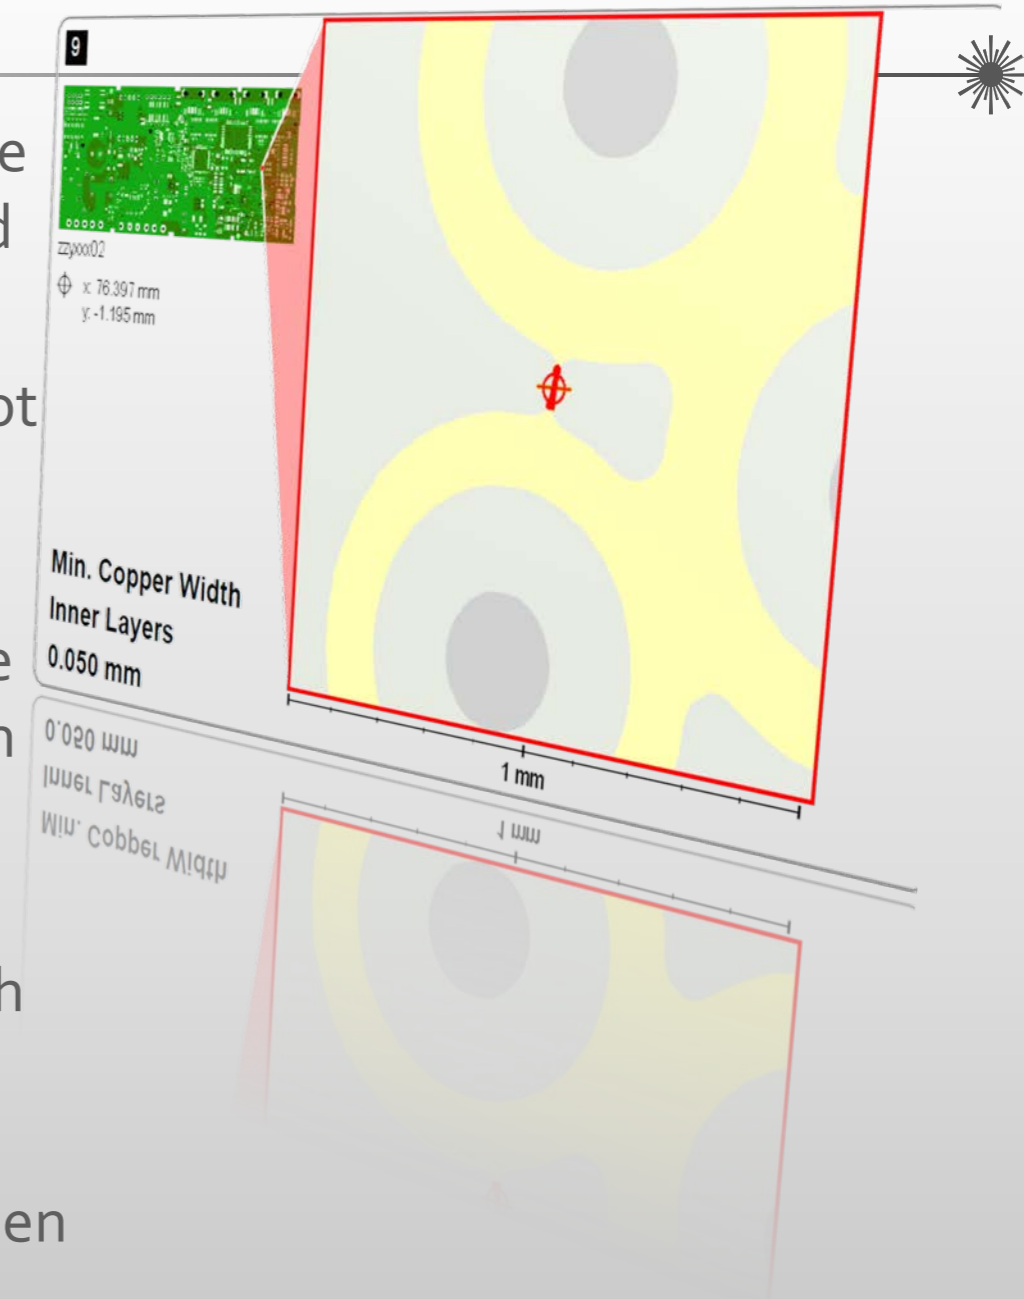 9
e
d
zzyxxx02
x: 76.397 mm
y: -1.195 mm
ot
Min. Copper Width
Inner Layers
0.050 mm
e
n
1 mm
0.050 mm
Inner Layers
Min. Copper Width
1 mm
h
en